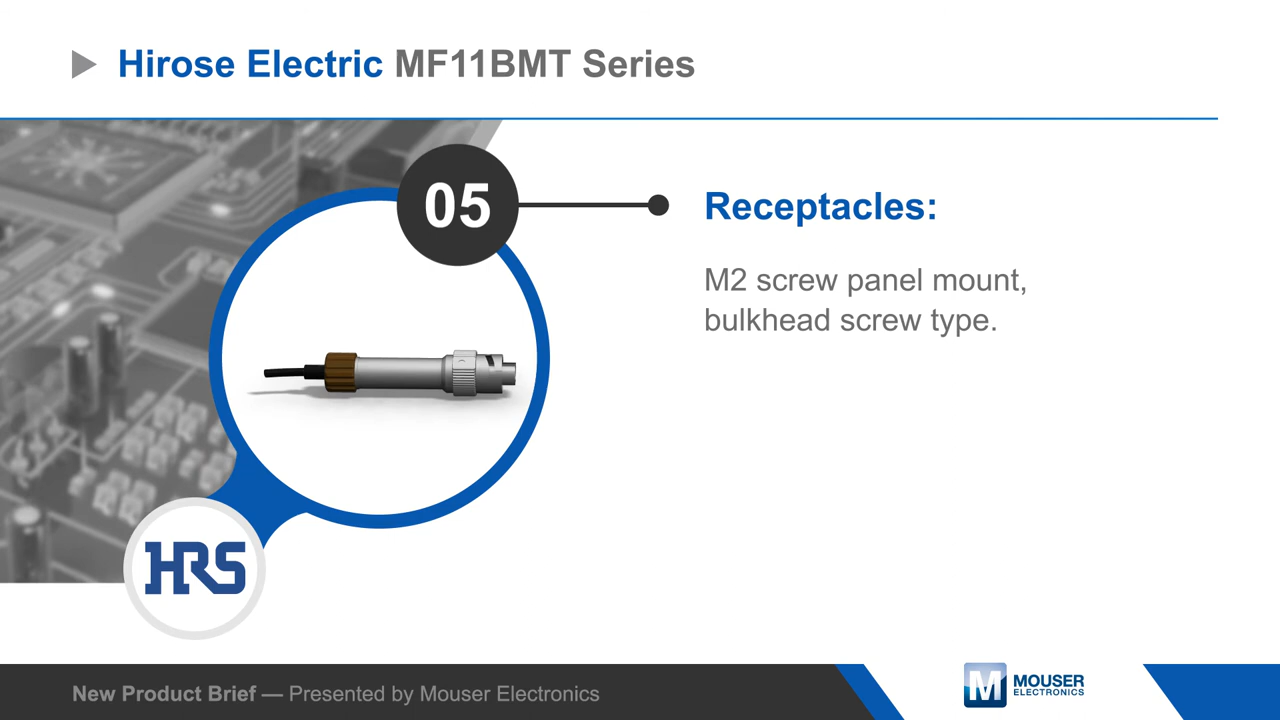 Hirose Electric MF11BMT Series
05
Receptacles:
M2 screw panel mount,
bulkhead screw type.
HRS
New Product Brief — Presented by Mouser Electronics
M
MOUSER
ELECTRONICS